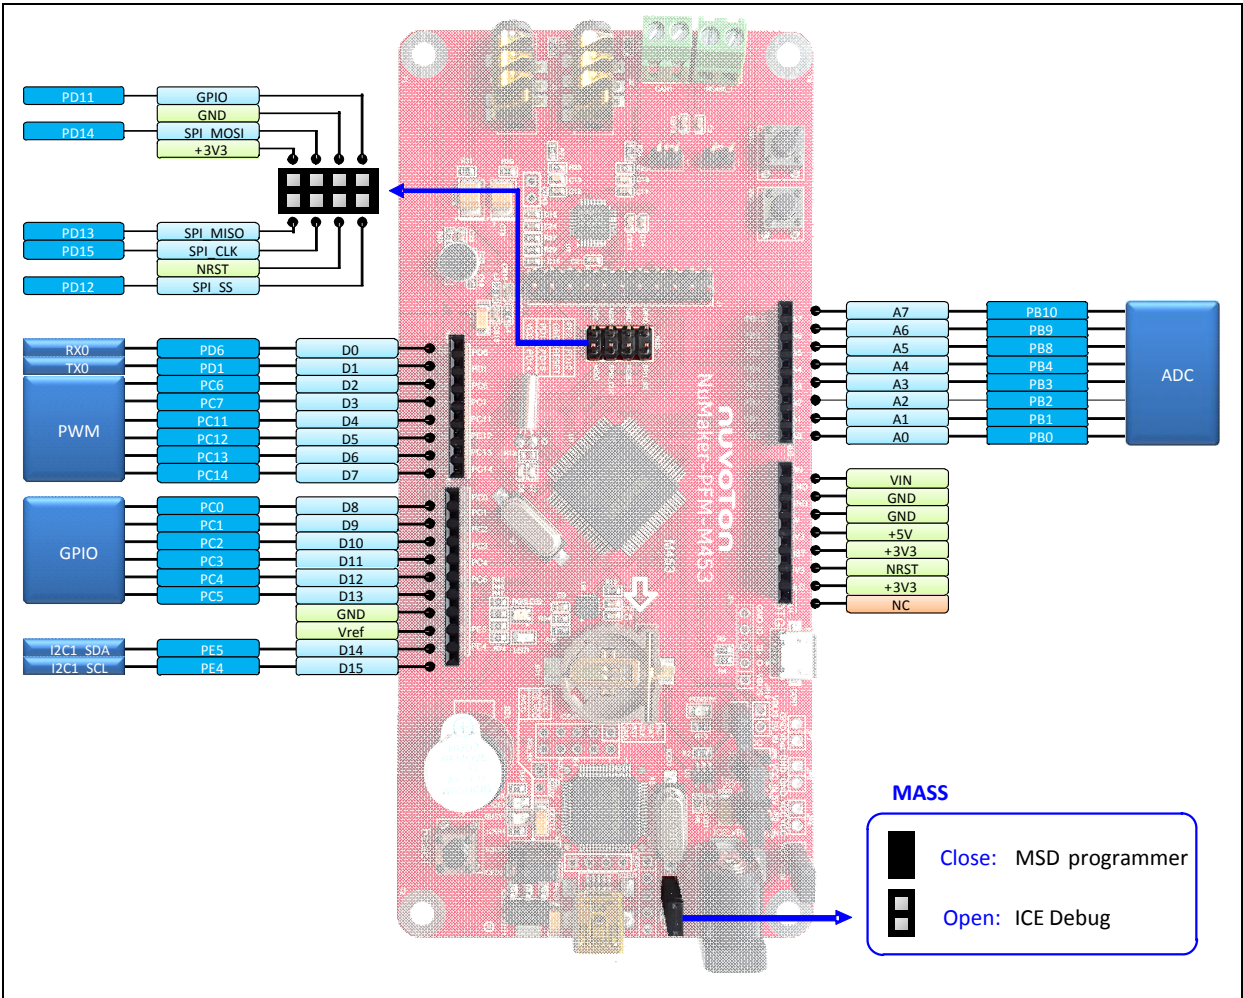 PD11 GPIO
GND
PD14 SPI_MOSI
+3V3
PD13 SPI_MISO
PD15 SPI_CLK
NRST
PD12 SPI_SS
RX0 PD6 D0
TX0 PD1 D1
PWM
PC6 D2
PC7 D3
PC11 D4
PC12 D5
PC13 D6
PC14 D7
GPIO
PC0 D8
PC1 D9
PC2 D10
PC3 D11
PC4 D12
PC5 D13
GND
Vref
I2C1_SDA PE5 D14
I2C1_SCL PE4 D15
nuvoTon
NuMaker-PFM-M453
M453
A7 PB10
A6 PB9
A5 PB8
A4 PB4
A3 PB3
A2 PB2
A1 PB1
A0 PB0
ADC
VIN
GND
GND
+5V
+3V3
NRST
+3V3
NC
MASS
Close: MSD programmer
Open: ICE Debug